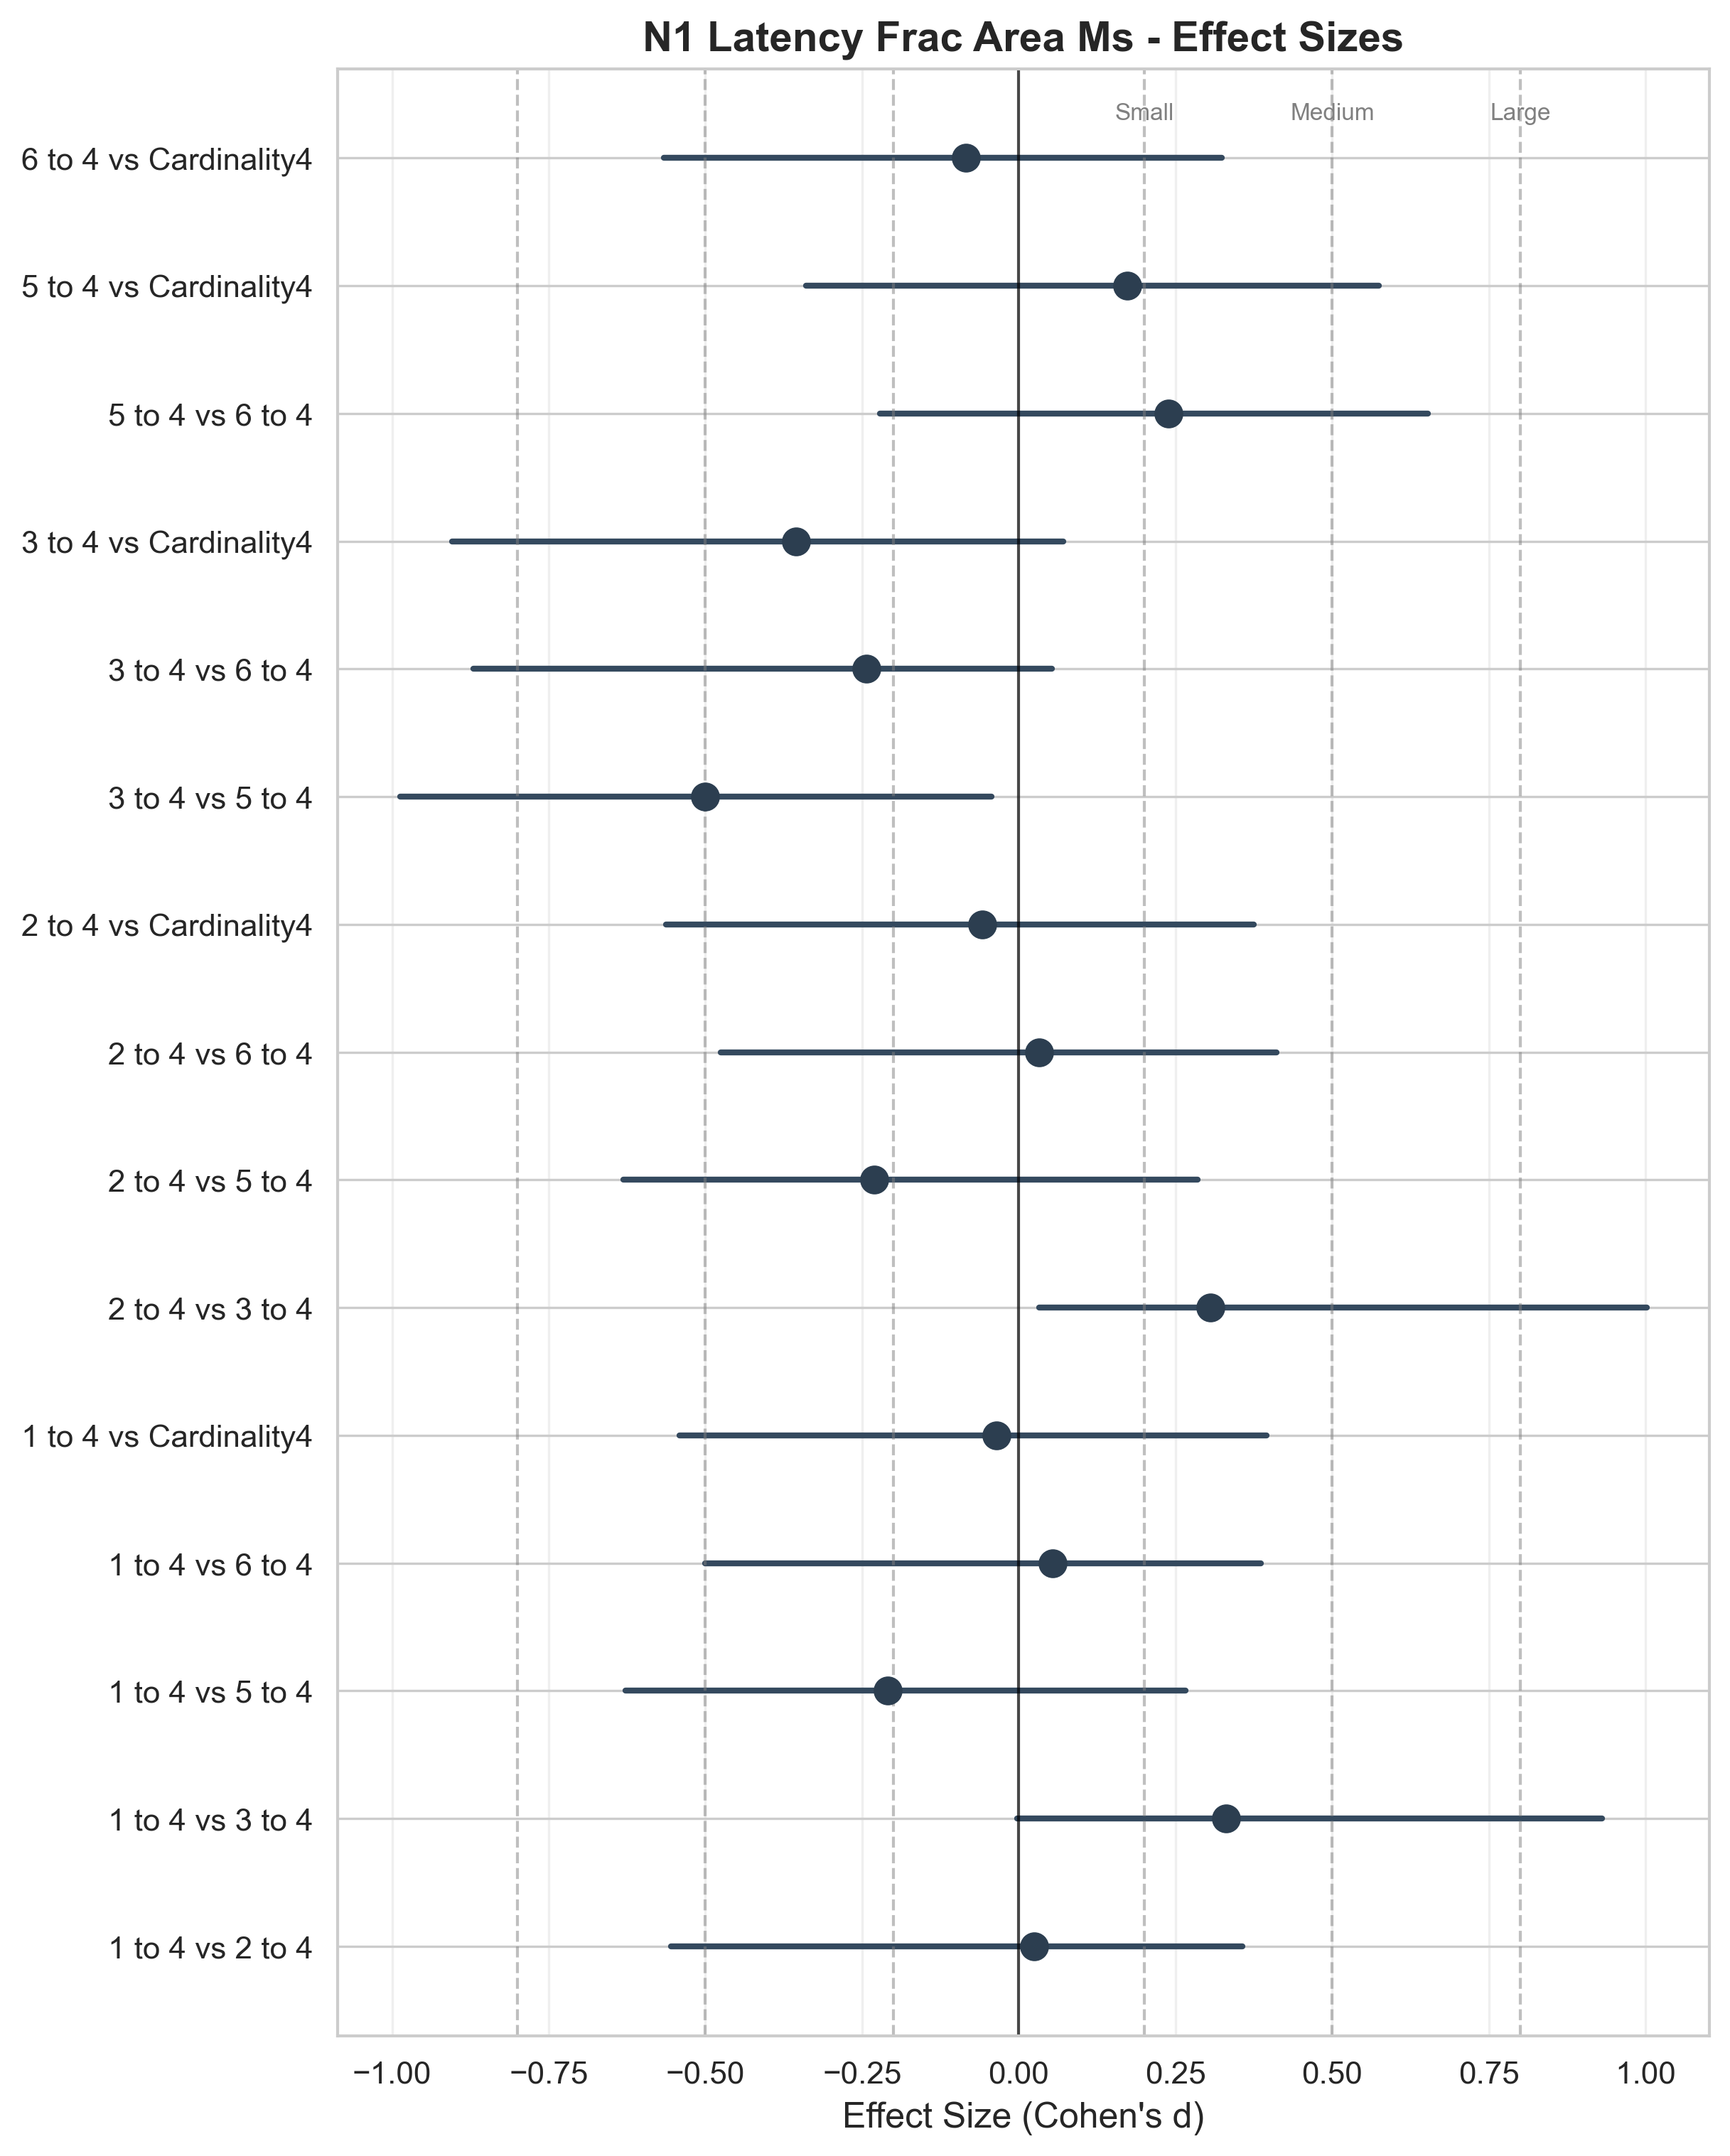 N1 Latency Frac Area Ms - Effect Sizes
Small Medium Large
6 to 4 vs Cardinality4
5 to 4 vs Cardinality4
5 to 4 vs 6 to 4
3 to 4 vs Cardinality4
3 to 4 vs 6 to 4
3 to 4 vs 5 to 4
2 to 4 vs Cardinality4
2 to 4 vs 6 to 4
2 to 4 vs 5 to 4
2 to 4 vs 3 to 4
1 to 4 vs Cardinality4
1 to 4 vs 6 to 4
1 to 4 vs 5 to 4
1 to 4 vs 3 to 4
1 to 4 vs 2 to 4
−1.00 −0.75 −0.50 −0.25 0.00 0.25 0.50 0.75 1.00
Effect Size (Cohen's d)